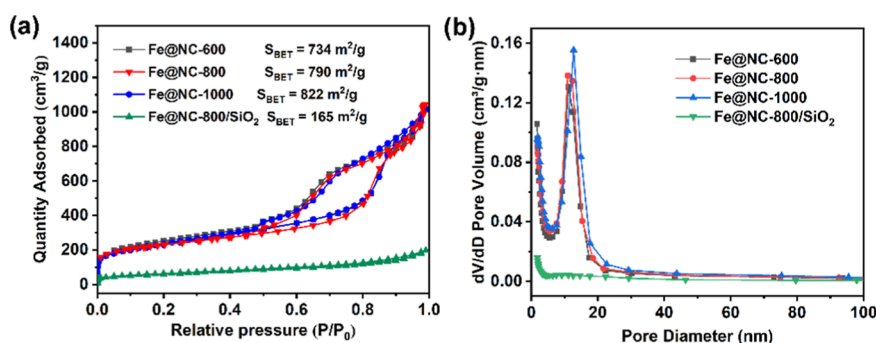 (a)
1400
1200
1000
800
600
400
200
0
Quantity Adsorbed (cm³/g)
Fe@NC-600 S_BET = 734 m²/g
Fe@NC-800 S_BET = 790 m²/g
Fe@NC-1000 S_BET = 822 m²/g
Fe@NC-800/SiO₂ S_BET = 165 m²/g
0.0 0.2 0.4 0.6 0.8 1.0
Relative pressure (P/P₀)
(b)
0.16
0.12
0.08
0.04
0.00
dV/dD Pore Volume (cm³/g·nm)
Fe@NC-600
Fe@NC-800
Fe@NC-1000
Fe@NC-800/SiO₂
0 20 40 60 80 100
Pore Diameter (nm)